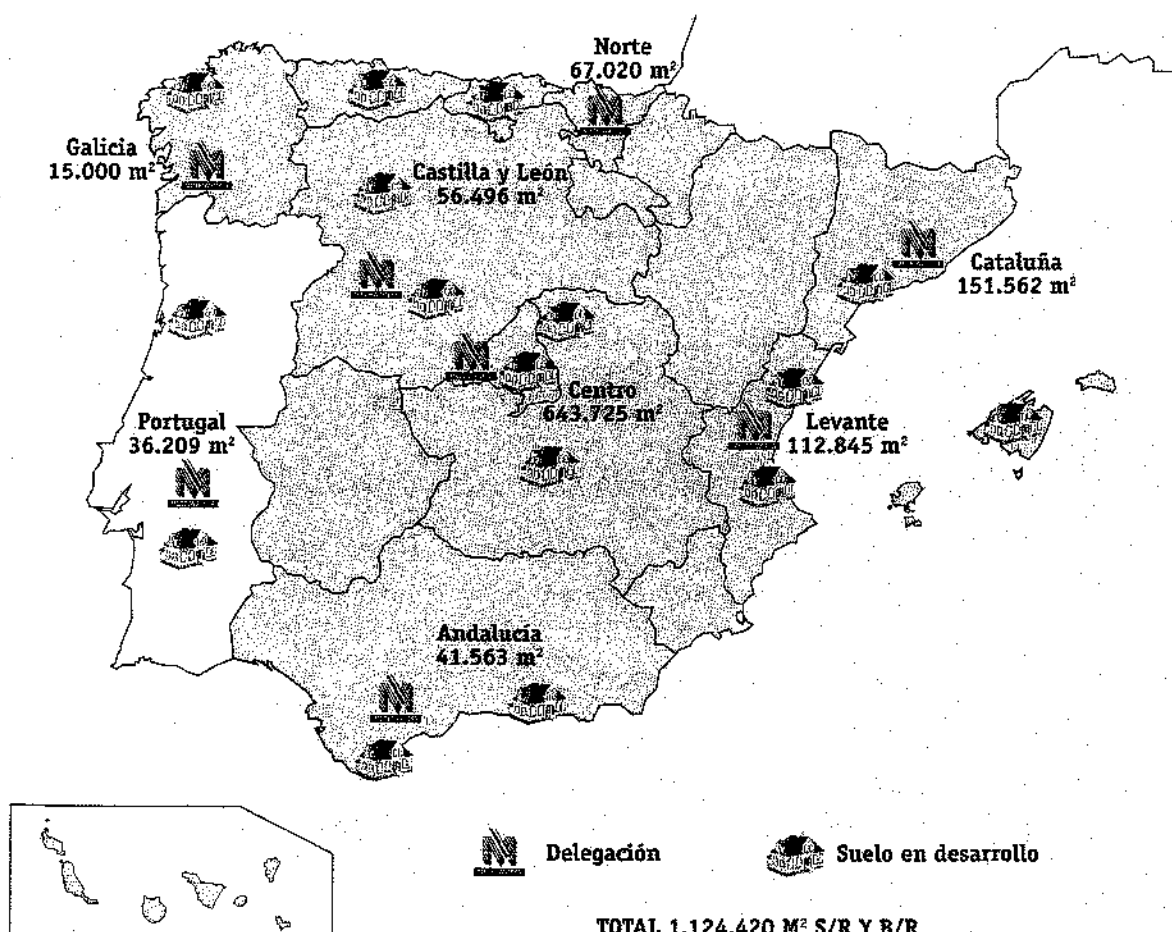 Norte
67.020 m²
Galicia
15.000 m²
Castilla y León
56.496 m²
Cataluña
151.562 m²
Centro
643.725 m²
Portugal
36.209 m²
Levante
112.845 m²
Andalucía
41.563 m²
Delegación
Suelo en desarrollo
TOTAL 1.124.420 M² S/R Y B/R